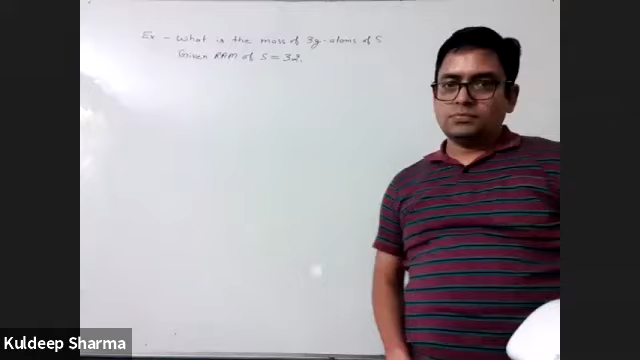 Ex - What is the mass of 3g-atoms of S
Given RAM of S = 32.
Kuldeep Sharma